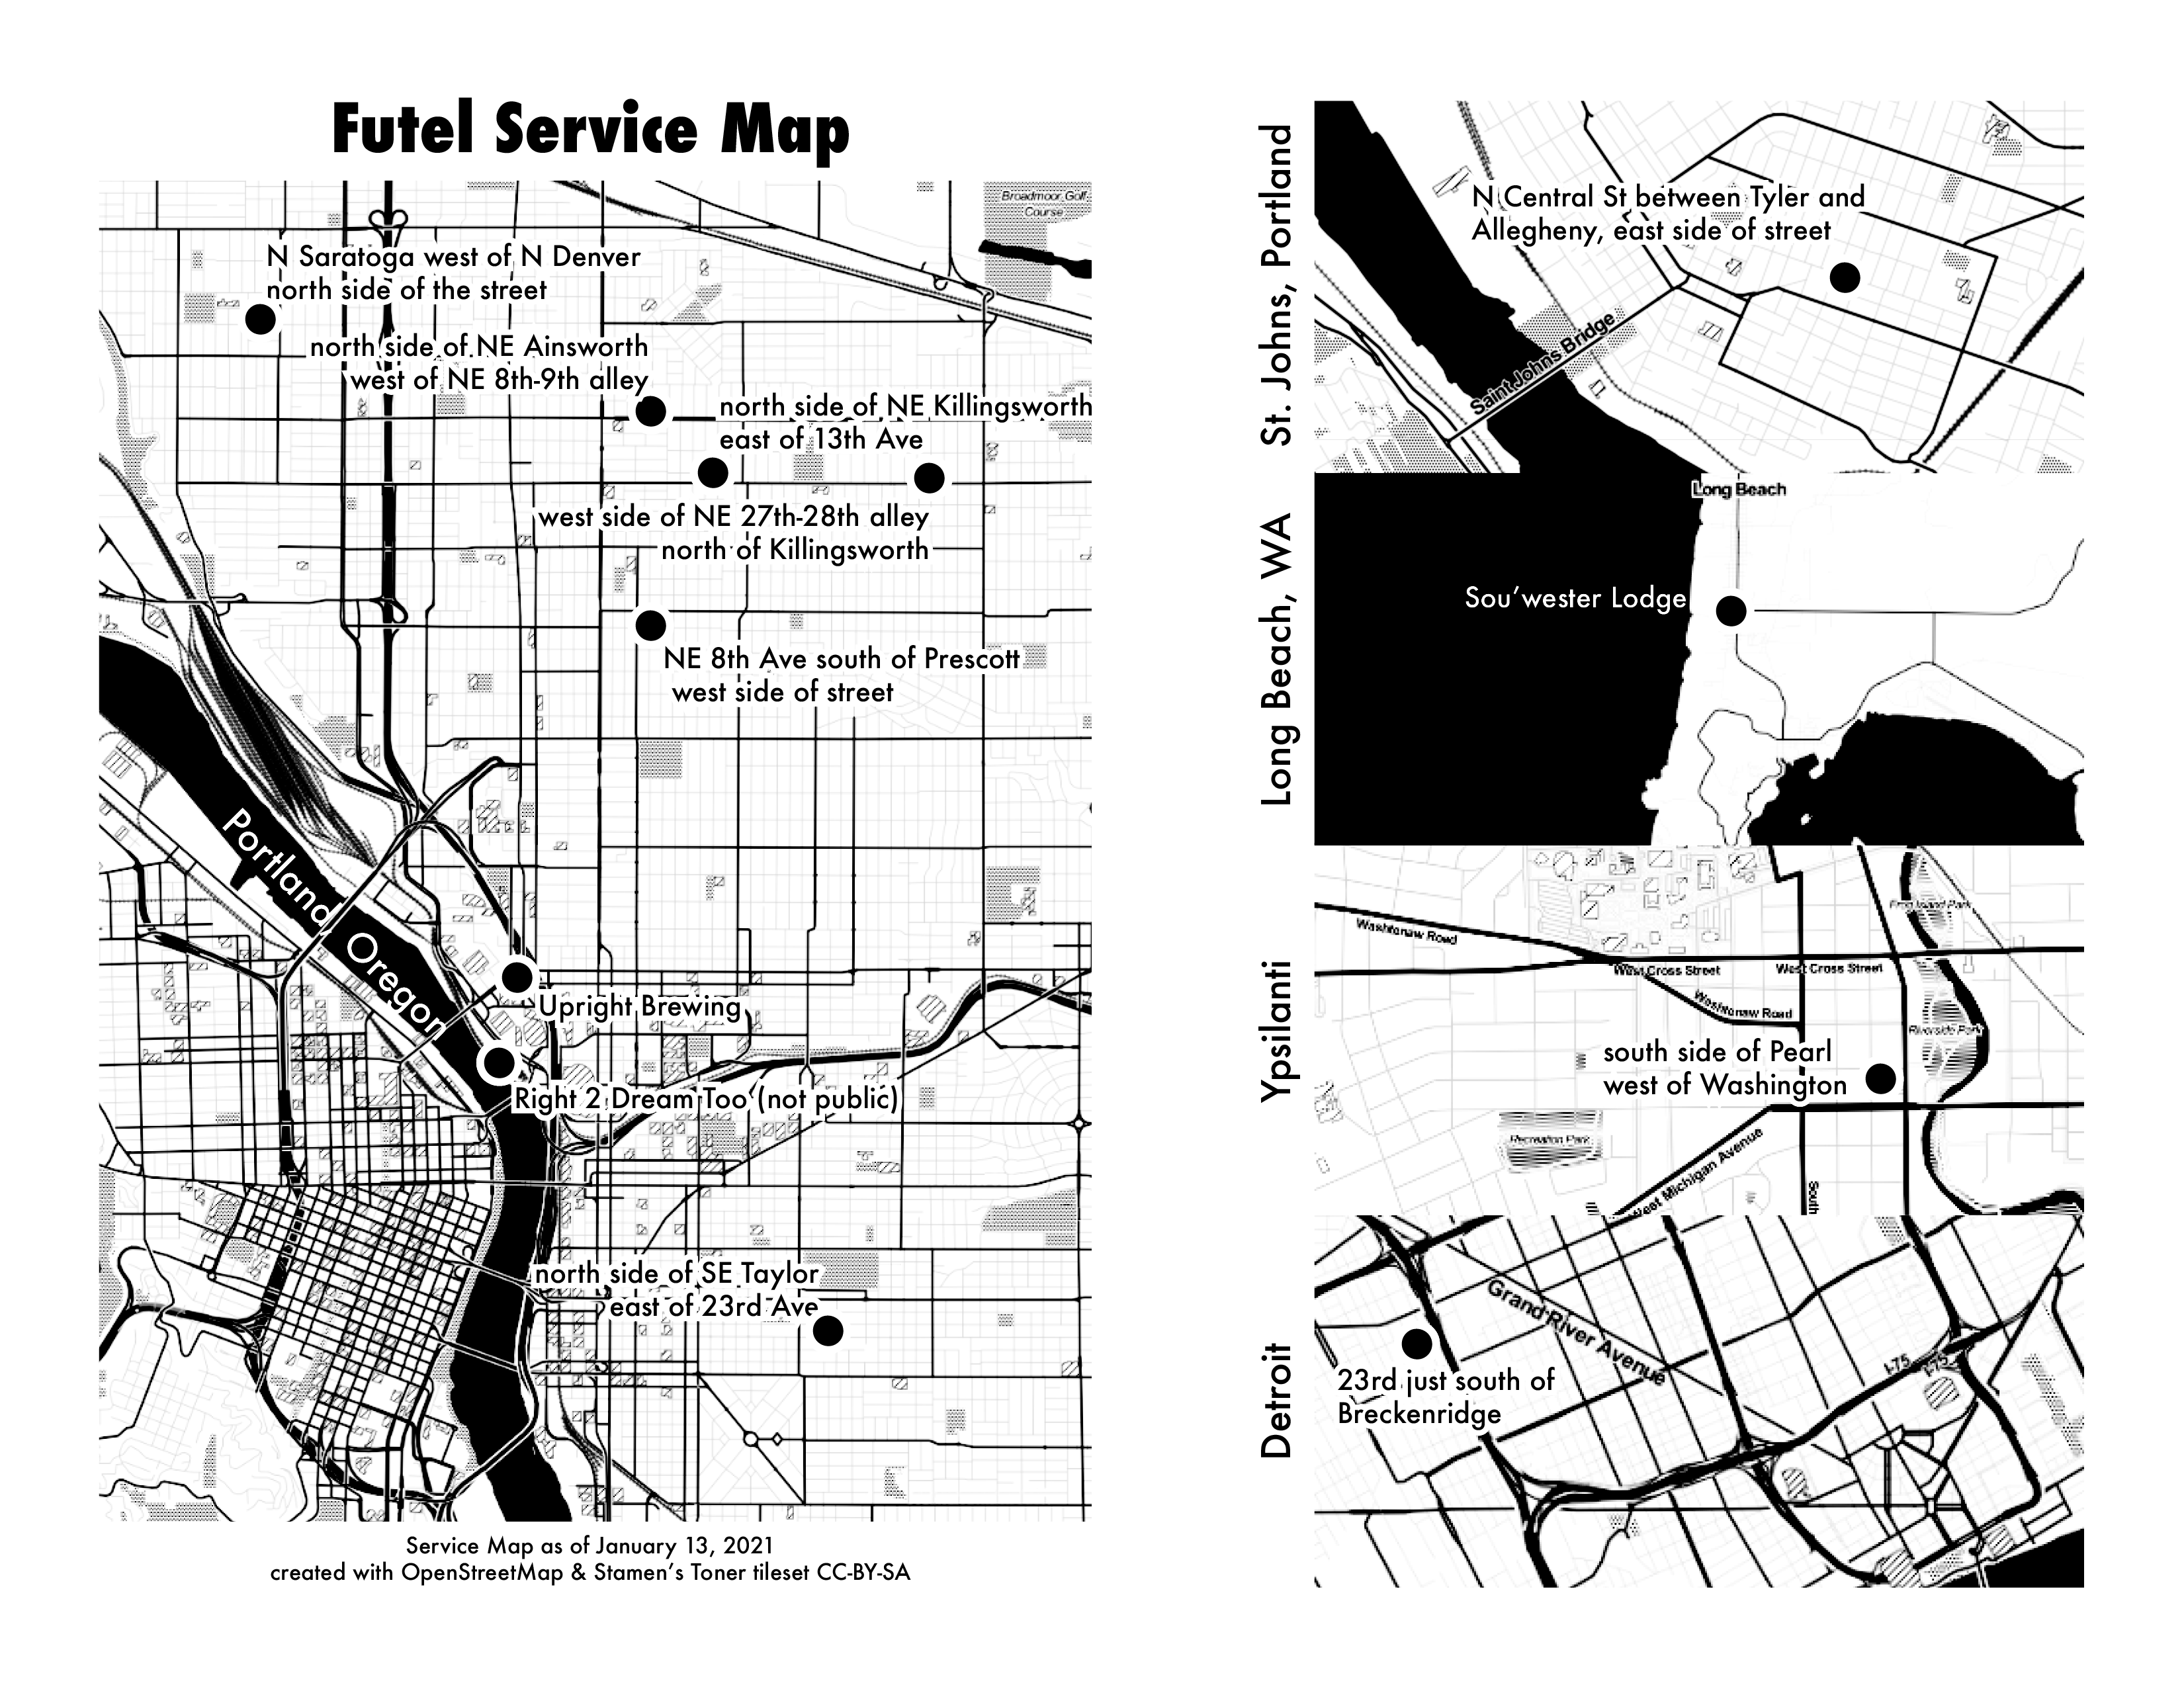 Futel Service Map
Broadmoor Golf
Course
N Saratoga west of N Denver
north side of the street
north side of NE Ainsworth
west of NE 8th-9th alley
north side of NE Killingsworth
east of 13th Ave
west side of NE 27th-28th alley
north of Killingsworth
NE 8th Ave south of Prescott
west side of street
Portland Oregon
Upright Brewing
Right 2 Dream Too (not public)
north side of SE Taylor
east of 23rd Ave
Service Map as of January 13, 2021
created with OpenStreetMap & Stamen's Toner tileset CC-BY-SA
St. Johns, Portland
N Central St between Tyler and
Allegheny, east side of street
Saint Johns Bridge
Long Beach, WA
Long Beach
Sou'wester Lodge
Ypsilanti
Frog Island Park
Washtenaw Road
West Cross Street
West Cross Street
Washtenaw Road
Riverside Park
south side of Pearl
west of Washington
Recreation Park
West Michigan Avenue
South
Detroit
Grand River Avenue
I-75
I-75
23rd just south of
Breckenridge